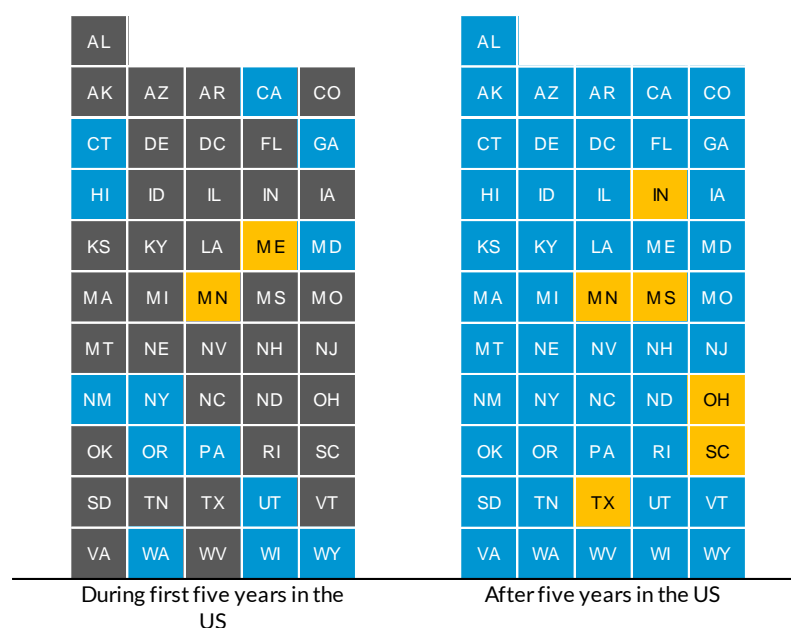 AL
AK AZ AR CA CO
CT DE DC FL GA
HI ID IL IN IA
KS KY LA ME MD
MA MI MN MS MO
MT NE NV NH NJ
NM NY NC ND OH
OK OR PA RI SC
SD TN TX UT VT
VA WA WV WI WY
During first five years in the
US
AL
AK AZ AR CA CO
CT DE DC FL GA
HI ID IL IN IA
KS KY LA ME MD
MA MI MN MS MO
MT NE NV NH NJ
NM NY NC ND OH
OK OR PA RI SC
SD TN TX UT VT
VA WA WV WI WY
After five years in the US